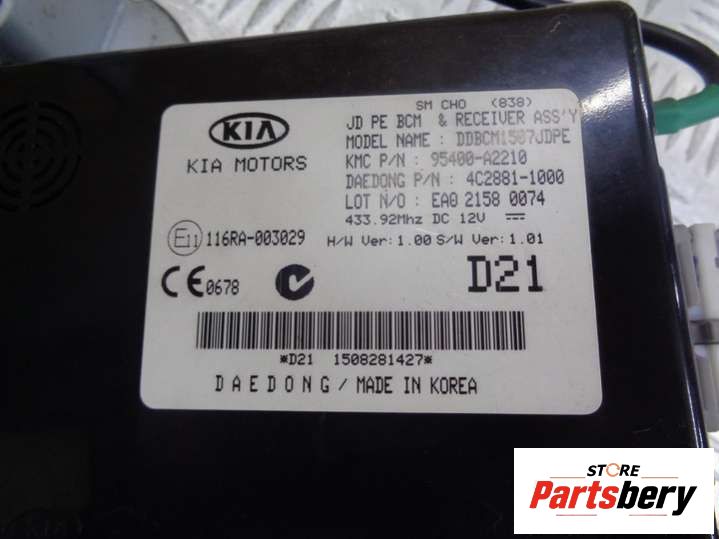 SM CHO (838)
KIA
KIA MOTORS
JD PE BCM & RECEIVER ASS'Y
MODEL NAME : DDBCM1507JDPE
KMC P/N : 95400-A2210
DAEDONG P/N : 4C2881-1000
LOT N/O : EA0 2158 0074
433.92Mhz DC 12V
E11 116RA-003029
H/W Ver:1.00 S/W Ver:1.01
CE 0678
D21
*D21 1508281427*
DAEDONG / MADE IN KOREA
STORE
Partsbery